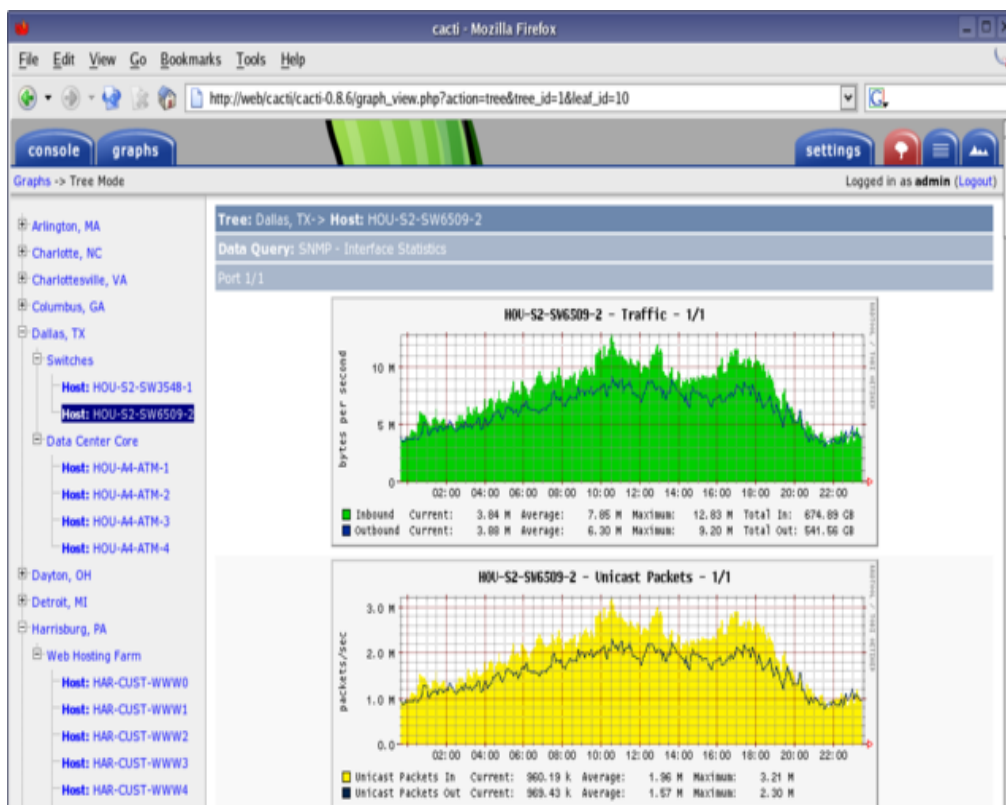 cacti - Mozilla Firefox
File Edit View Go Bookmarks Tools Help
http://web/cacti/cacti-0.8.6/graph_view.php?action=tree&tree_id=1&leaf_id=10
console graphs settings
Graphs -> Tree Mode Logged in as admin (Logout)
Arlington, MA
Charlotte, NC
Charlottesville, VA
Columbus, GA
Dallas, TX
Switches
Host: HOU-S2-SW3548-1
Host: HOU-S2-SW6509-2
Data Center Core
Host: HOU-A4-ATM-1
Host: HOU-A4-ATM-2
Host: HOU-A4-ATM-3
Host: HOU-A4-ATM-4
Dayton, OH
Detroit, MI
Harrisburg, PA
Web Hosting Farm
Host: HAR-CUST-WWW0
Host: HAR-CUST-WWW1
Host: HAR-CUST-WWW2
Host: HAR-CUST-WWW3
Host: HAR-CUST-WWW4
Tree: Dallas, TX-> Host: HOU-S2-SW6509-2
Data Query: SNMP - Interface Statistics
Port 1/1
HOU-S2-SW6509-2 - Traffic - 1/1
bytes per second
10 M
5 M
0
02:00 04:00 06:00 08:00 10:00 12:00 14:00 16:00 18:00 20:00 22:00
Inbound Current: 3.84 M Average: 7.85 M Maximum: 12.83 M Total In: 674.89 GB
Outbound Current: 3.88 M Average: 6.30 M Maximum: 9.20 M Total Out: 541.56 GB
RRDTOOL / TOBI OETIKER
HOU-S2-SW6509-2 - Unicast Packets - 1/1
packets/sec
3.0 M
2.0 M
1.0 M
0.0
02:00 04:00 06:00 08:00 10:00 12:00 14:00 16:00 18:00 20:00 22:00
Unicast Packets In Current: 960.19 k Average: 1.96 M Maximum: 3.21 M
Unicast Packets Out Current: 969.43 k Average: 1.57 M Maximum: 2.30 M
RRDTOOL / TOBI OETIKER